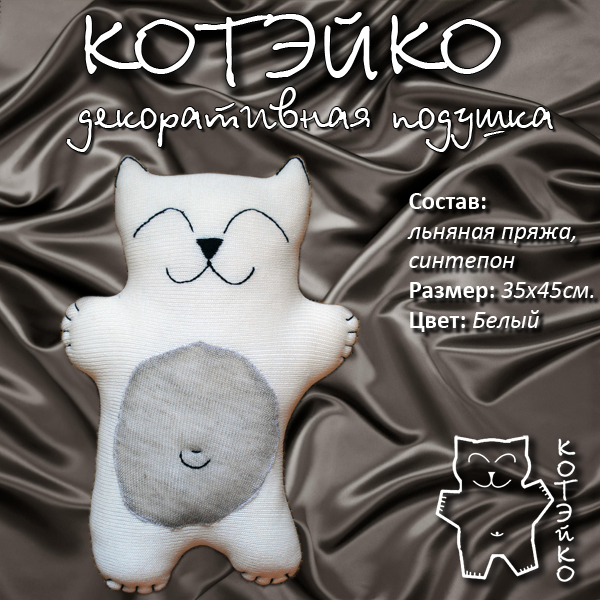 КОТЭЙКО
декоративная подушка
Состав:
льняная пряжа,
синтепон
Размер: 35х45см.
Цвет: Белый
КОТЭЙКО